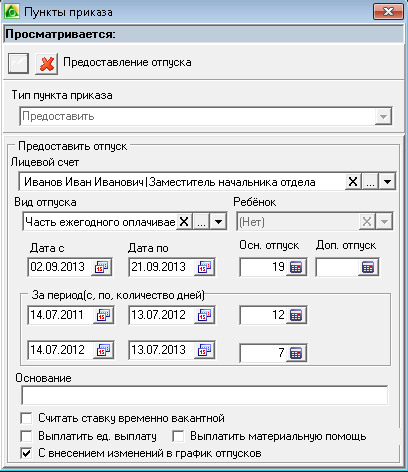 Пункты приказа
Просматривается:
Предоставление отпуска
Тип пункта приказа
Предоставить
Предоставить отпуск
Лицевой счет
Иванов Иван Иванович|Заместитель начальника отдела
Вид отпуска Ребёнок
Часть ежегодного оплачивае (Нет)
Дата с Дата по Осн. отпуск Доп. отпуск
02.09.2013 21.09.2013 19
За период(с, по, количество дней)
14.07.2011 13.07.2012 12
14.07.2012 13.07.2013 7
Основание
Считать ставку временно вакантной
Выплатить ед. выплату Выплатить материальную помощь
С внесением изменений в график отпусков